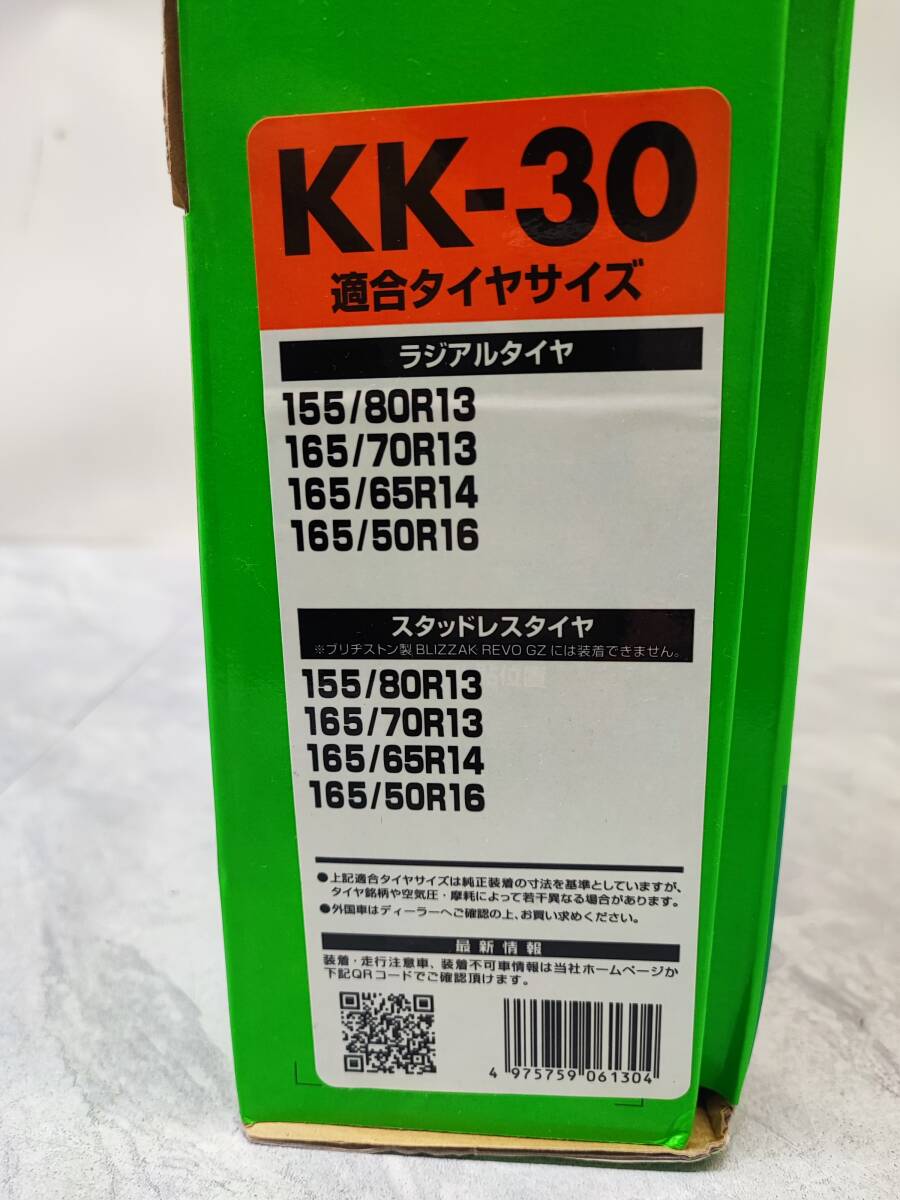 KK-30
適合タイヤサイズ
ラジアルタイヤ
155/80R13
165/70R13
165/65R14
165/50R16
スタッドレスタイヤ
※ブリヂストン製 BLIZZAK REVO GZ には装着できません。
155/80R13
165/70R13
165/65R14
165/50R16
●上記適合タイヤサイズは純正装着の寸法を基準としていますが、
タイヤ銘柄や空気圧・摩耗によって若干異なる場合があります。
●外国車はディーラーへご確認の上、お買い求めください。
最新情報
装着・走行注意車、装着不可車情報は当社ホームページか
下記QRコードでご確認頂けます。
4 975759 061304